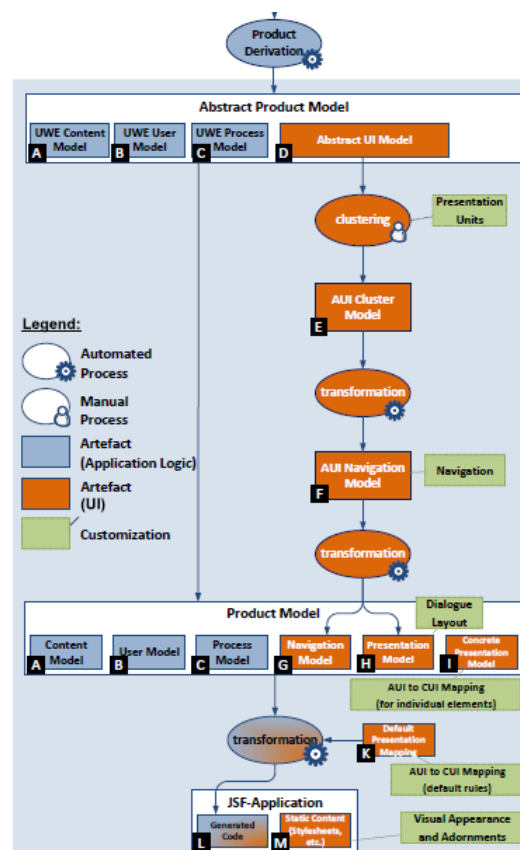 Product
Derivation
Abstract Product Model
UWE Content
Model
A
UWE User
Model
B
UWE Process
Model
C
Abstract UI Model
D
clustering
Presentation
Units
AUI Cluster
Model
E
Legend:
Automated
Process
Manual
Process
Artefact
(Application Logic)
Artefact
(UI)
Customization
transformation
AUI Navigation
Model
F
Navigation
transformation
Dialogue
Layout
Product Model
Content
Model
A
User Model
B
Process
Model
C
Navigation
Model
G
Presentation
Model
H
Concrete
Presentation
Model
I
AUI to CUI Mapping
(for individual elements)
transformation
Default
Presentation
Mapping
K
AUI to CUI Mapping
(default rules)
JSF-Application
Generated
Code
L
Static Content
(Stylesheets,
etc.)
M
Visual Appearance
and Adornments